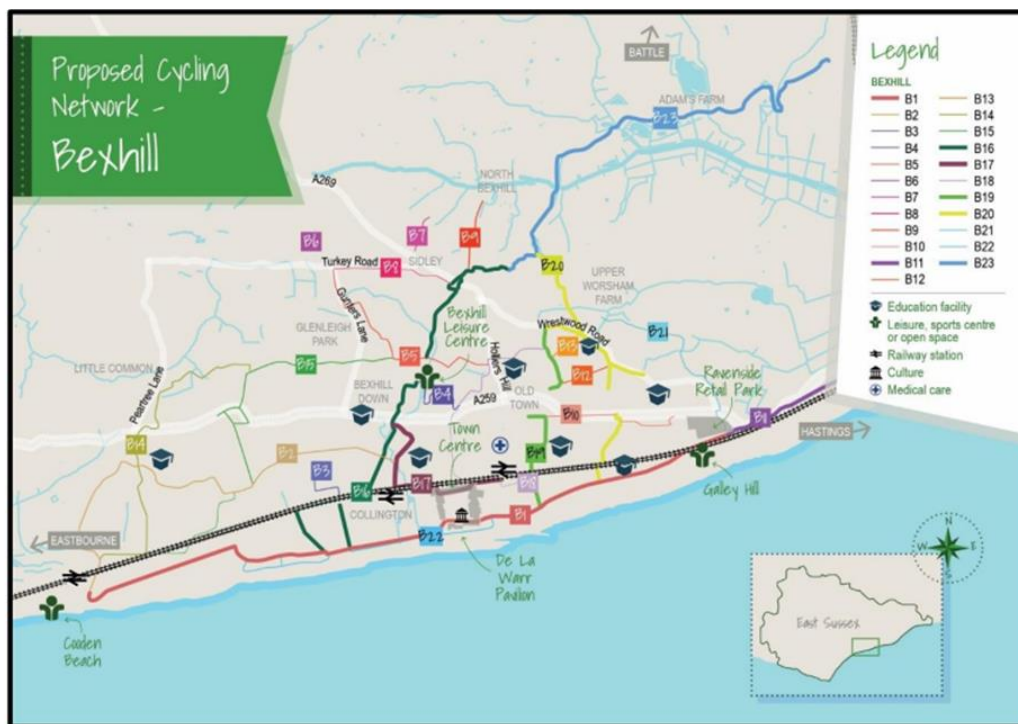 Proposed Cycling
Network -
Bexhill
BATTLE
ADAM'S FARM
B23
A269
NORTH
BEXHILL
B6
B7
B9
SIDLEY
Turkey Road
B8
B20
Gunters Lane
UPPER
WORSHAM
FARM
Bexhill
Leisure
Centre
GLENLEIGH
PARK
Wrestwood Road
B21
B13
B15
B5
Holliers Hill
LITTLE COMMON
Peartree Lane
B12
Ravenside
Retail Park
B4
A259
OLD
TOWN
BEXHILL
DOWN
B10
B11
HASTINGS
Town
Centre
B14
B2
B19
B3
B16
B17
B18
Galley Hill
COLLINGTON
B1
B22
EASTBOURNE
De La
Warr
Pavilion
Cooden
Beach
Legend
BEXHILL
B1
B2
B3
B4
B5
B6
B7
B8
B9
B10
B11
B12
B13
B14
B15
B16
B17
B18
B19
B20
B21
B22
B23
Education facility
Leisure, sports centre
or open space
Railway station
Culture
Medical care
N
W
E
S
East Sussex